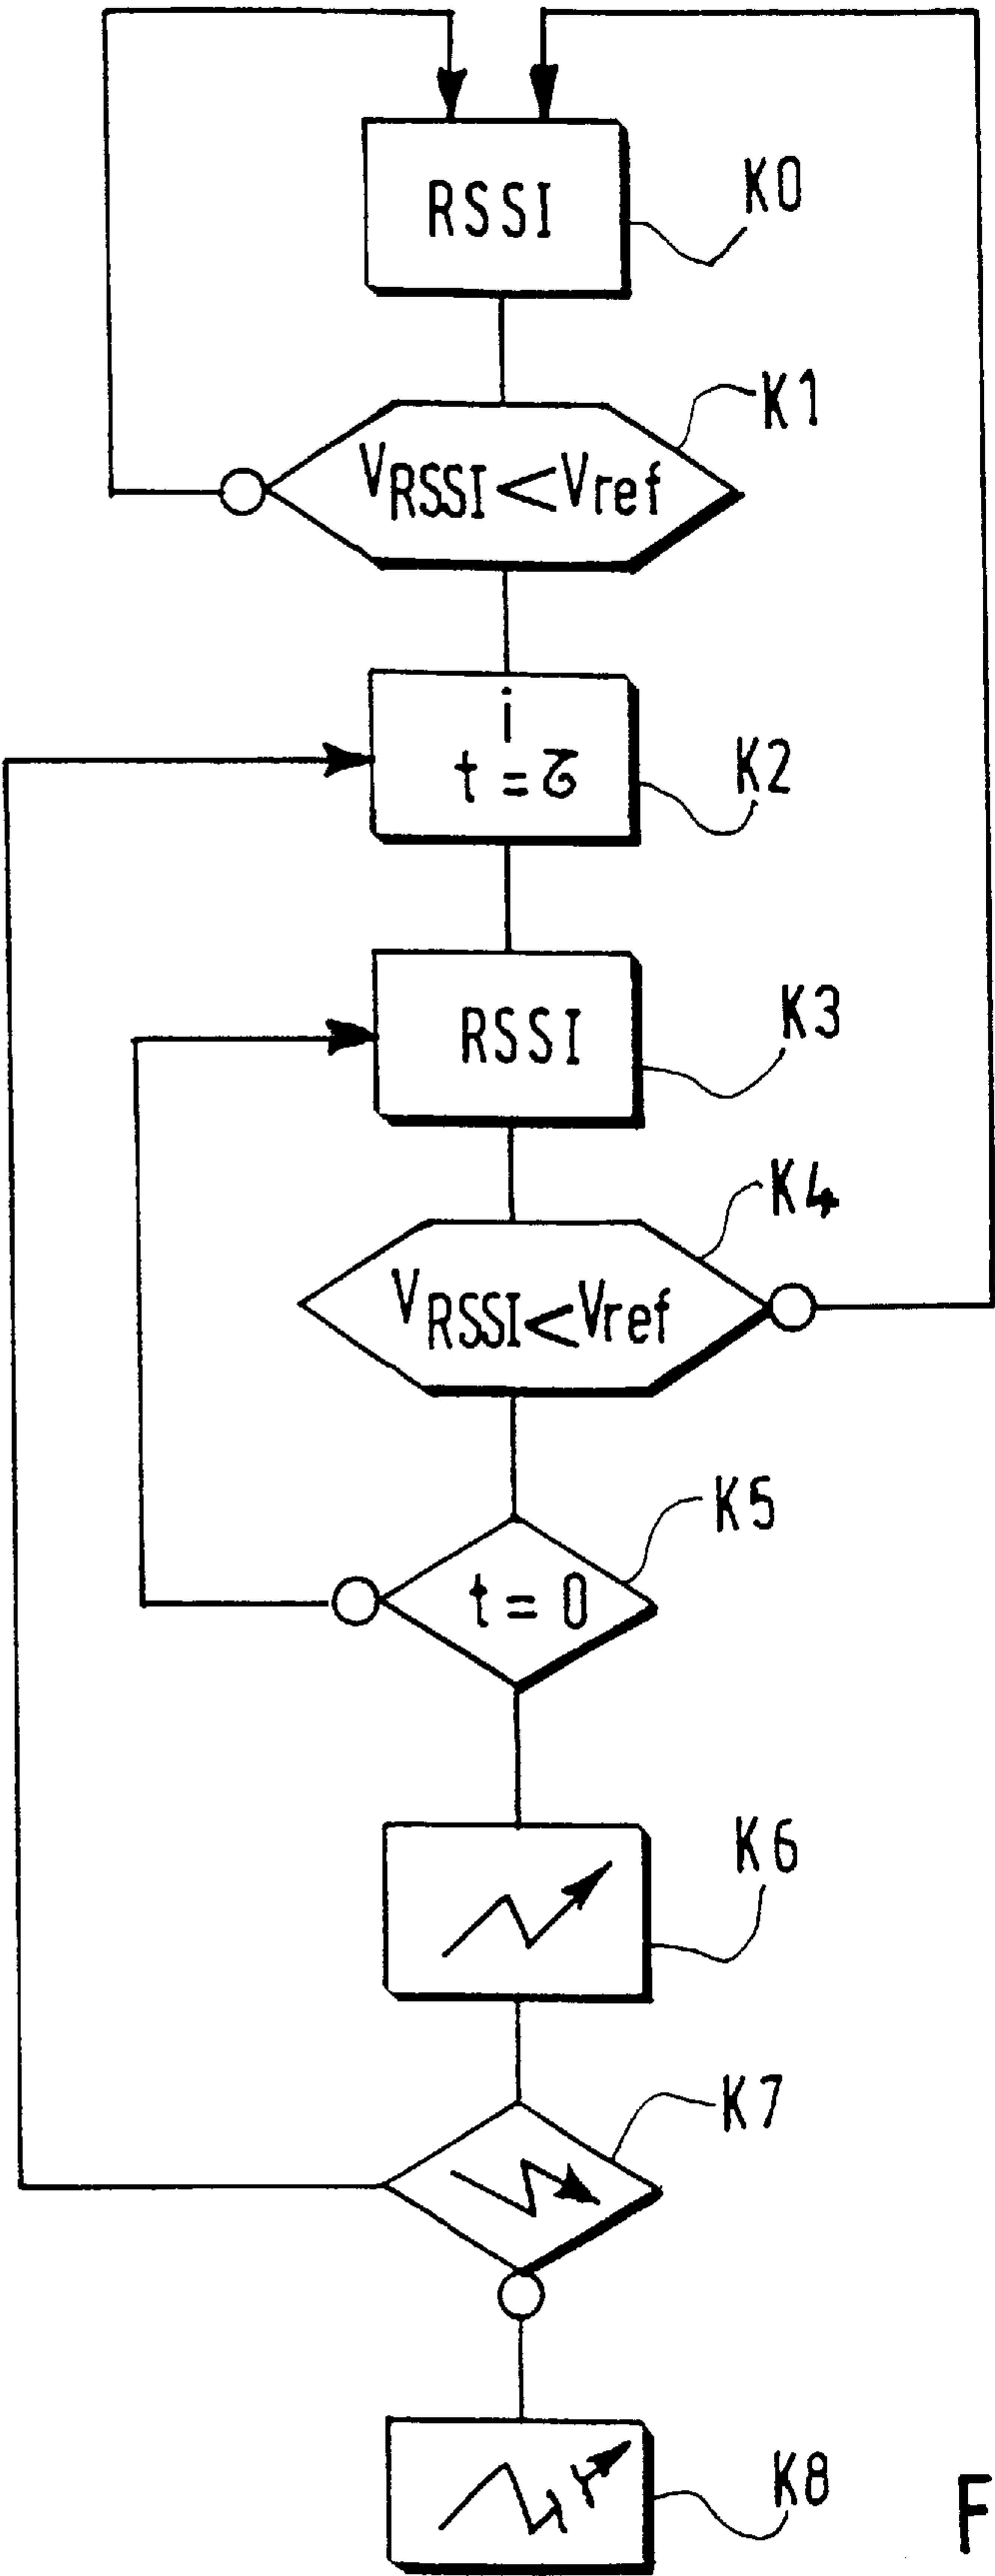 RSSI
K0
K1
VRSSI<Vref
i
t = τ
K2
RSSI
K3
K4
VRSSI<Vref
K5
t = 0
K6
K7
K8
F